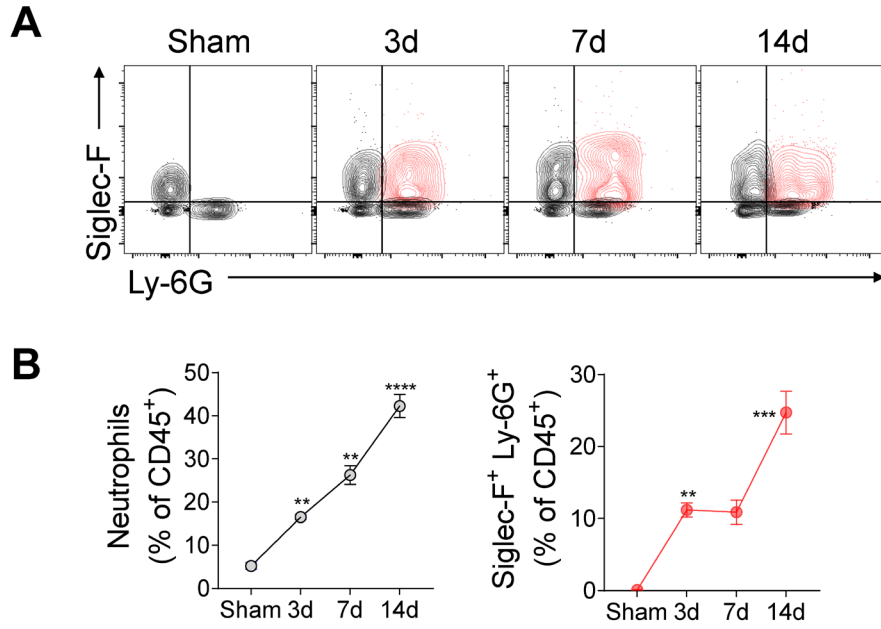 A
Sham 3d 7d 14d
Siglec-F
Ly-6G
B
Neutrophils
(% of CD45⁺)
50
40
30
20
10
0
**
**
****
Sham 3d 7d 14d
Siglec-F⁺ Ly-6G⁺
(% of CD45⁺)
30
20
10
0
**
***
Sham 3d 7d 14d